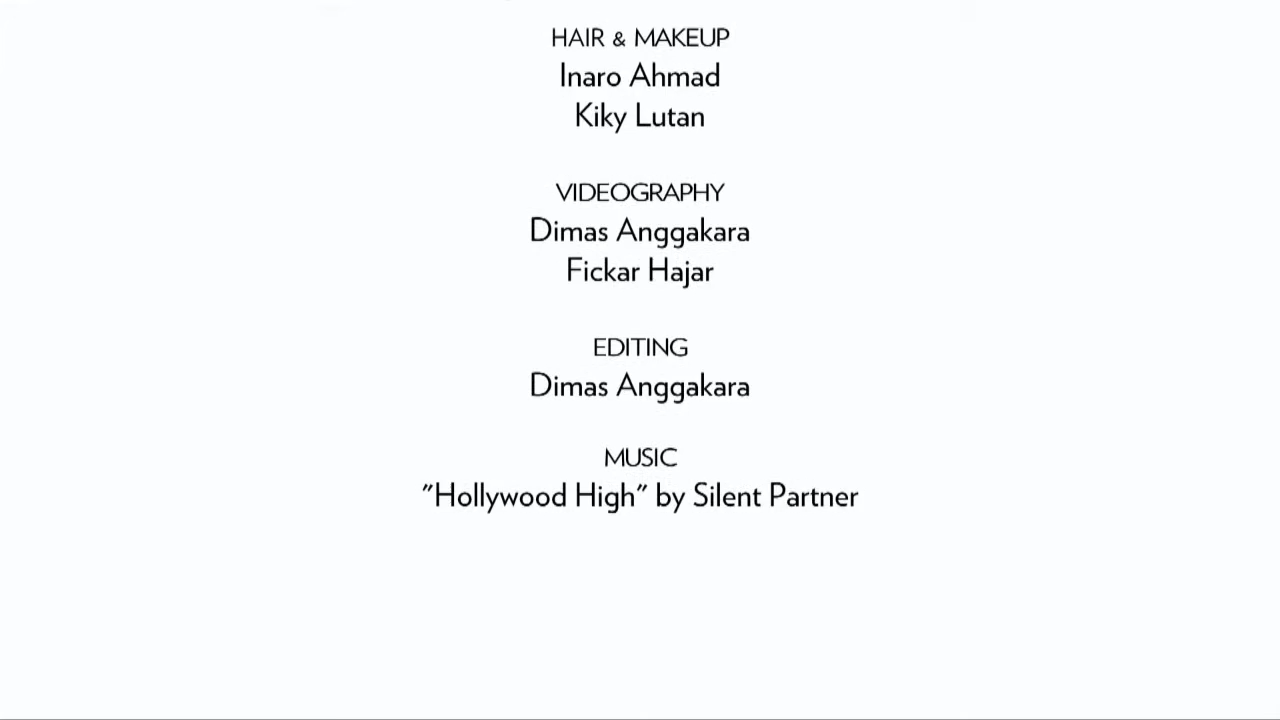 HAIR & MAKEUP
Inaro Ahmad
Kiky Lutan
VIDEOGRAPHY
Dimas Anggakara
Fickar Hajar
EDITING
Dimas Anggakara
MUSIC
"Hollywood High" by Silent Partner